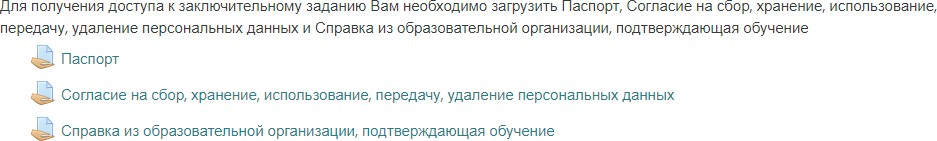 Для получения доступа к заключительному заданию Вам необходимо загрузить Паспорт, Согласие на сбор, хранение, использование,
передачу, удаление персональных данных и Справка из образовательной организации, подтверждающая обучение
Паспорт
Согласие на сбор, хранение, использование, передачу, удаление персональных данных
Справка из образовательной организации, подтверждающая обучение